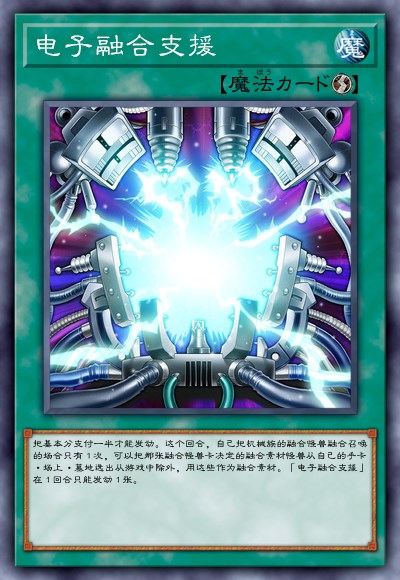 电子融合支援
魔
【魔法カード】
まほう
把基本分支付一半才能发动。这个回合，自己把机械族的融合怪兽融合召唤
的场合只有1次，可以把那张融合怪兽卡决定的融合素材怪兽从自己的手卡
·场上·墓地选出从游戏中除外，用这些作为融合素材。「电子融合支援」
在1回合只能发动1张。